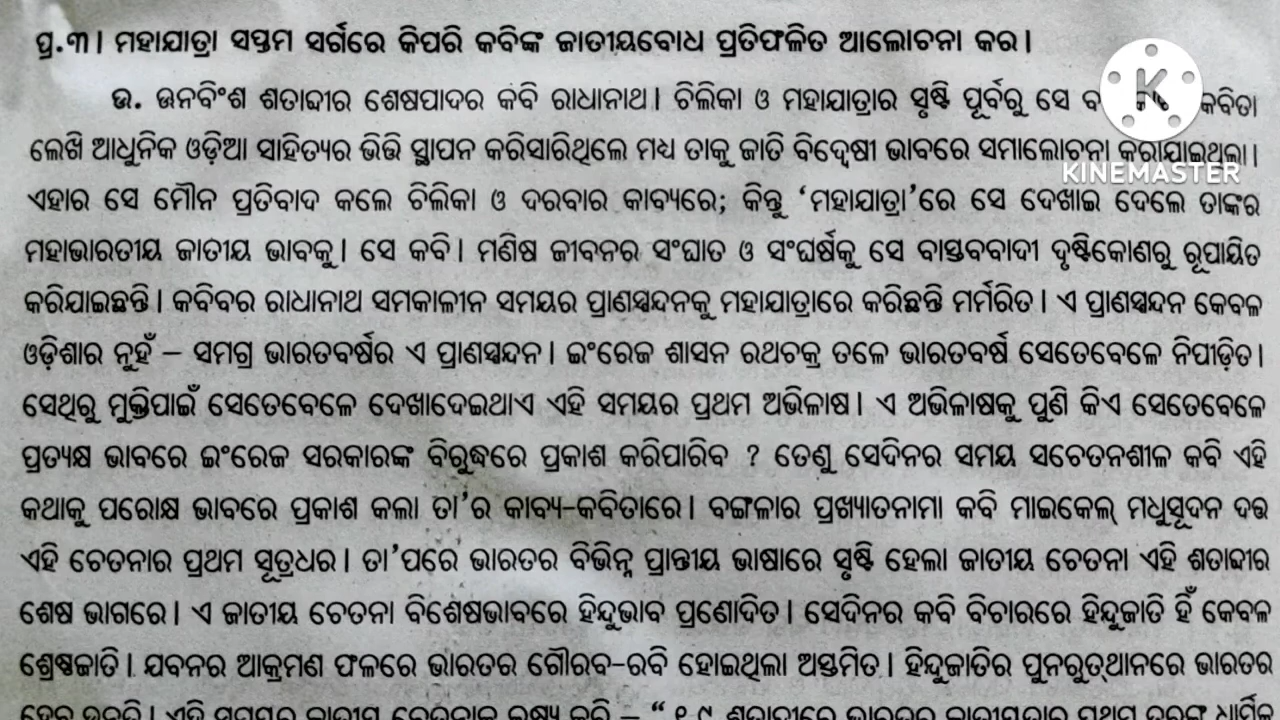 ପ୍ର.୩। ମହାଯାତ୍ରା ସପ୍ତମ ସର୍ଗରେ କିପରି କବିଙ୍କ ଜାତୀୟବୋଧ ପ୍ରତିଫଳିତ ଆଲୋଚନା କର।
ଉ. ଊନବିଂଶ ଶତାବ୍ଦୀର ଶେଷପାଦର କବି ରାଧାନାଥ। ଚିଲିକା ଓ ମହାଯାତ୍ରାର ସୃଷ୍ଟି ପୂର୍ବରୁ ସେ କବିତା
ଲେଖି ଆଧୁନିକ ଓଡ଼ିଆ ସାହିତ୍ୟର ଭିତ୍ତି ସ୍ଥାପନ କରିସାରିଥିଲେ ମଧ୍ୟ ତାକୁ ଜାତି ବିଦ୍ୱେଷୀ ଭାବରେ ସମାଲୋଚନା କରାଯାଇଥିଲା।
ଏହାର ସେ ମୌନ ପ୍ରତିବାଦ କଲେ ଚିଲିକା ଓ ଦରବାର କାବ୍ୟରେ; କିନ୍ତୁ ‘ମହାଯାତ୍ରା’ରେ ସେ ଦେଖାଇ ଦେଲେ ତାଙ୍କର
ମହାଭାରତୀୟ ଜାତୀୟ ଭାବକୁ। ସେ କବି। ମଣିଷ ଜୀବନର ସଂଘାତ ଓ ସଂଘର୍ଷକୁ ସେ ବାସ୍ତବବାଦୀ ଦୃଷ୍ଟିକୋଣରୁ ରୂପାୟିତ
କରିଯାଇଛନ୍ତି। କବିବର ରାଧାନାଥ ସମକାଳୀନ ସମୟର ପ୍ରାଣସ୍ପନ୍ଦନକୁ ମହାଯାତ୍ରାରେ କରିଛନ୍ତି ମର୍ମରିତ। ଏ ପ୍ରାଣସ୍ପନ୍ଦନ କେବଳ
ଓଡ଼ିଶାର ନୁହଁ – ସମଗ୍ର ଭାରତବର୍ଷର ଏ ପ୍ରାଣସ୍ପନ୍ଦନ। ଇଂରେଜ ଶାସନ ରଥଚକ୍ର ତଳେ ଭାରତବର୍ଷ ସେତେବେଳେ ନିପୀଡ଼ିତ।
ସେଥିରୁ ମୁକ୍ତିପାଇଁ ସେତେବେଳେ ଦେଖାଦେଇଥାଏ ଏହି ସମୟର ପ୍ରଥମ ଅଭିଳାଷ। ଏ ଅଭିଳାଷକୁ ପୁଣି କିଏ ସେତେବେଳେ
ପ୍ରତ୍ୟକ୍ଷ ଭାବରେ ଇଂରେଜ ସରକାରଙ୍କ ବିରୁଦ୍ଧରେ ପ୍ରକାଶ କରିପାରିବ ? ତେଣୁ ସେଦିନର ସମୟ ସଚେତନଶୀଳ କବି ଏହି
କଥାକୁ ପରୋକ୍ଷ ଭାବରେ ପ୍ରକାଶ କଲା ତା’ର କାବ୍ୟ-କବିତାରେ। ବଙ୍ଗଳାର ପ୍ରଖ୍ୟାତନାମା କବି ମାଇକେଲ୍ ମଧୁସୂଦନ ଦତ୍ତ
ଏହି ଚେତନାର ପ୍ରଥମ ସୂତ୍ରଧର। ତା’ପରେ ଭାରତର ବିଭିନ୍ନ ପ୍ରାନ୍ତୀୟ ଭାଷାରେ ସୃଷ୍ଟି ହେଲା ଜାତୀୟ ଚେତନା ଏହି ଶତାବ୍ଦୀର
ଶେଷ ଭାଗରେ। ଏ ଜାତୀୟ ଚେତନା ବିଶେଷଭାବରେ ହିନ୍ଦୁଭାବ ପ୍ରଣୋଦିତ। ସେଦିନର କବି ବିଚାରରେ ହିନ୍ଦୁଜାତି ହିଁ କେବଳ
ଶ୍ରେଷ୍ଠଜାତି। ଯବନର ଆକ୍ରମଣ ଫଳରେ ଭାରତର ଗୌରବ-ରବି ହୋଇଥିଲା ଅସ୍ତମିତ। ହିନ୍ଦୁଜାତିର ପୁନରୁତ୍‌ଥାନରେ ଭାରତର
K
KINEMASTER